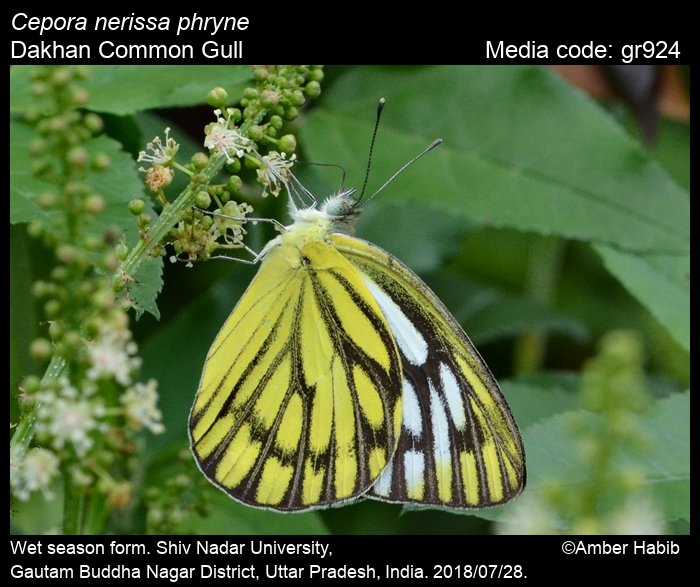 Cepora nerissa phryne
Dakhan Common Gull Media code: gr924
Wet season form. Shiv Nadar University, ©Amber Habib
Gautam Buddha Nagar District, Uttar Pradesh, India. 2018/07/28.